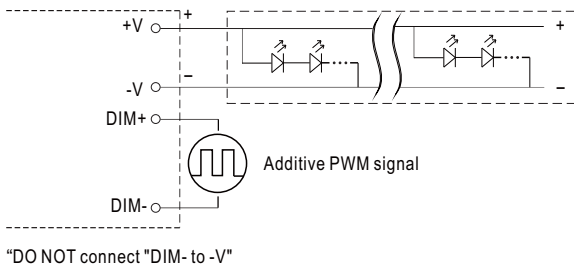 +V + +
-V – –
DIM+
Additive PWM signal
DIM-
“DO NOT connect "DIM- to -V"